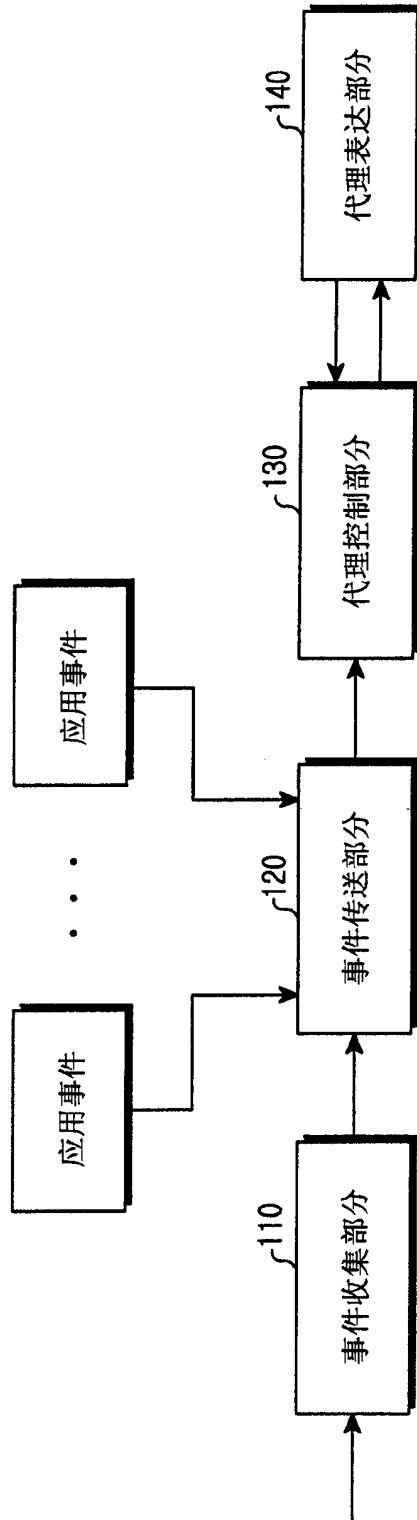 应用事件
. . .
应用事件
110
事件收集部分
120
事件传送部分
130
代理控制部分
140
代理表达部分